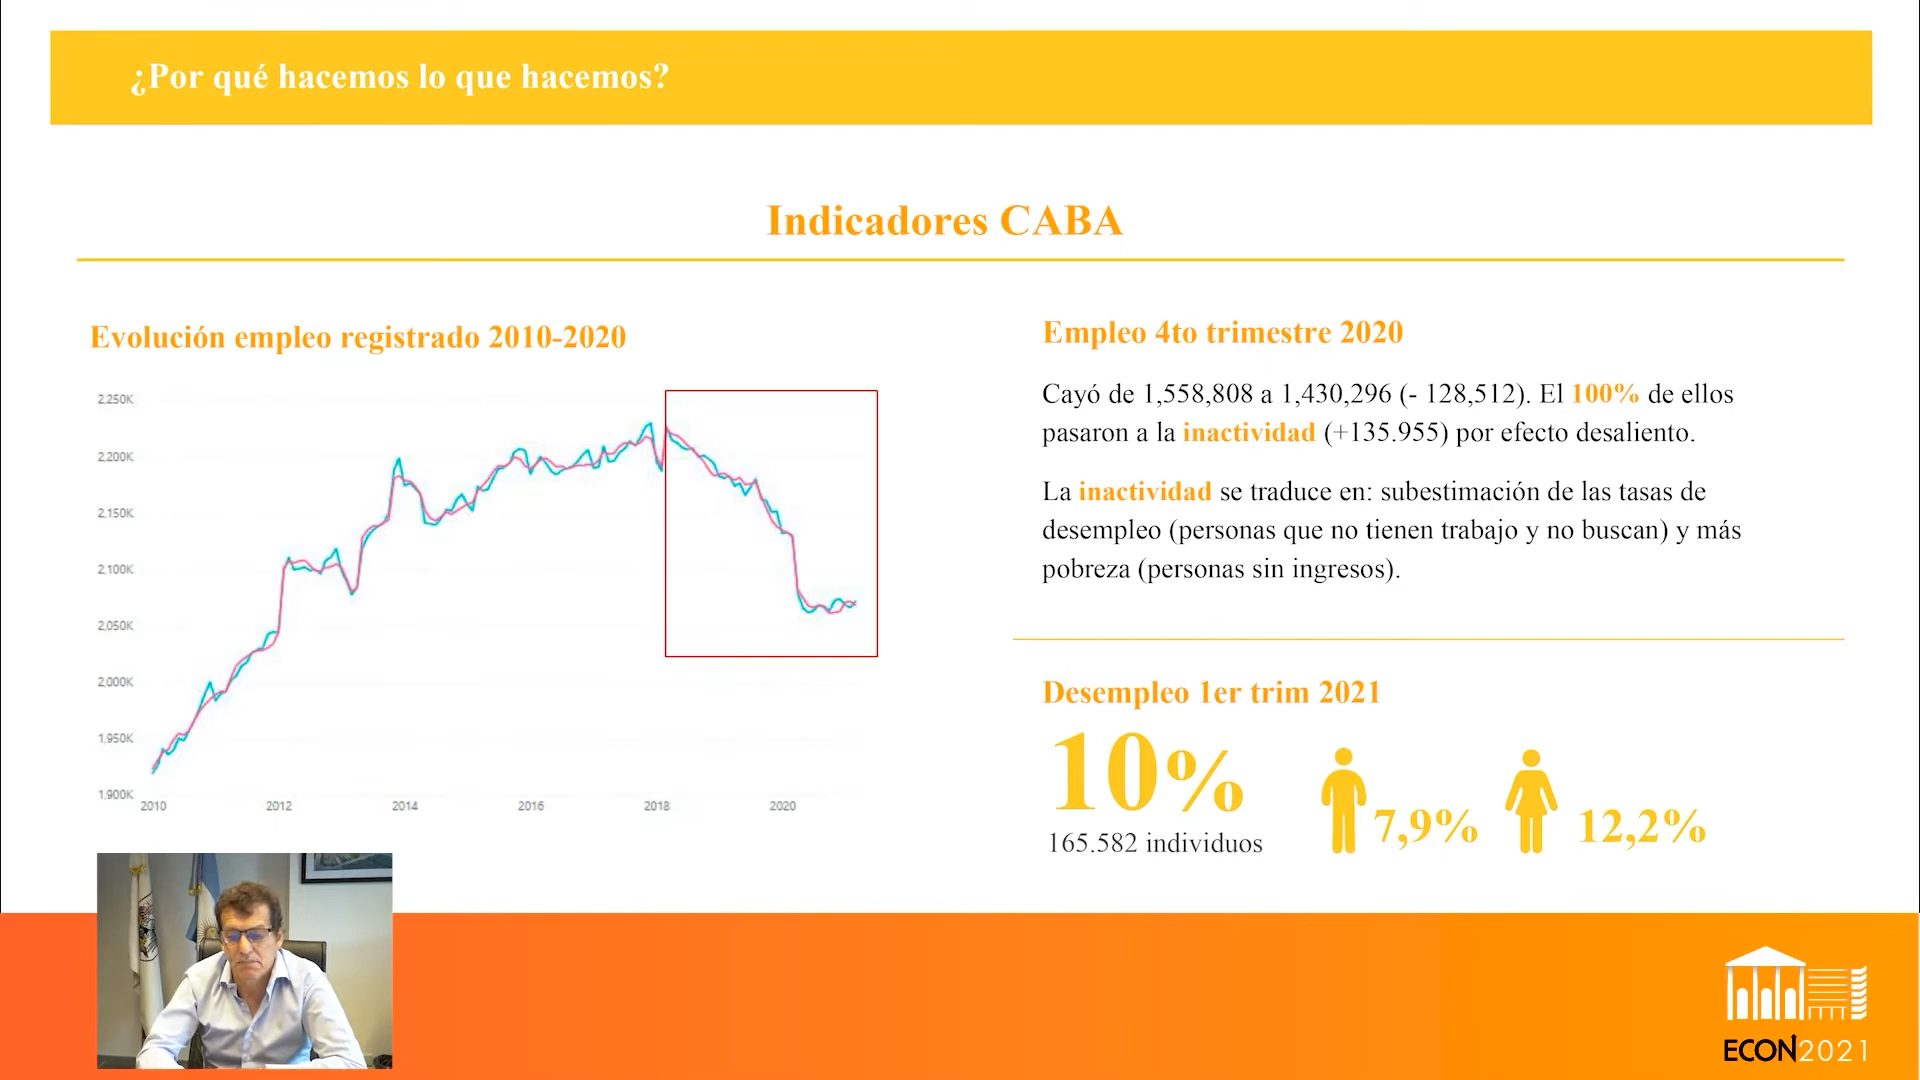 ¿Por qué hacemos lo que hacemos?
Indicadores CABA
Evolución empleo registrado 2010-2020
2,250K
2,200K
2,150K
2,100K
2,050K
2,000K
1,950K
1,900K
2010
2012
2014
2016
2018
2020
Empleo 4to trimestre 2020
Cayó de 1,558,808 a 1,430,296 (- 128,512). El 100% de ellos
pasaron a la inactividad (+135.955) por efecto desaliento.
La inactividad se traduce en: subestimación de las tasas de
desempleo (personas que no tienen trabajo y no buscan) y más
pobreza (personas sin ingresos).
Desempleo 1er trim 2021
10%
165.582 individuos
7,9%
12,2%
ECON2021